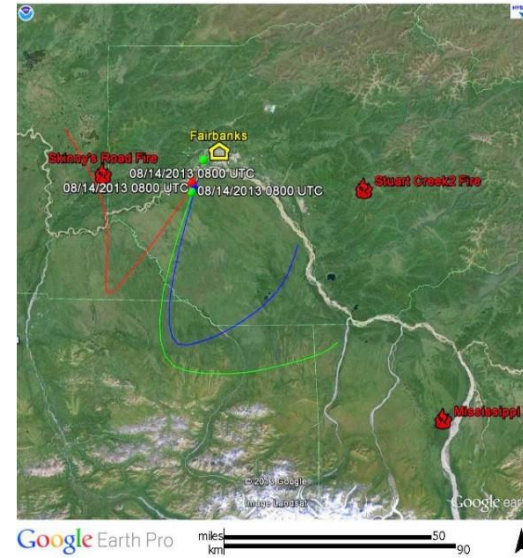 Fairbanks
Skinny's Road Fire
08/14/2013 0800 UTC
08/14/2013 0800 UTC
08/14/2013 0800 UTC
Stuart Creek2 Fire
Mississippi
© 2013 Google
Image Landsat
Google ear
Google Earth Pro
miles
50
km
90